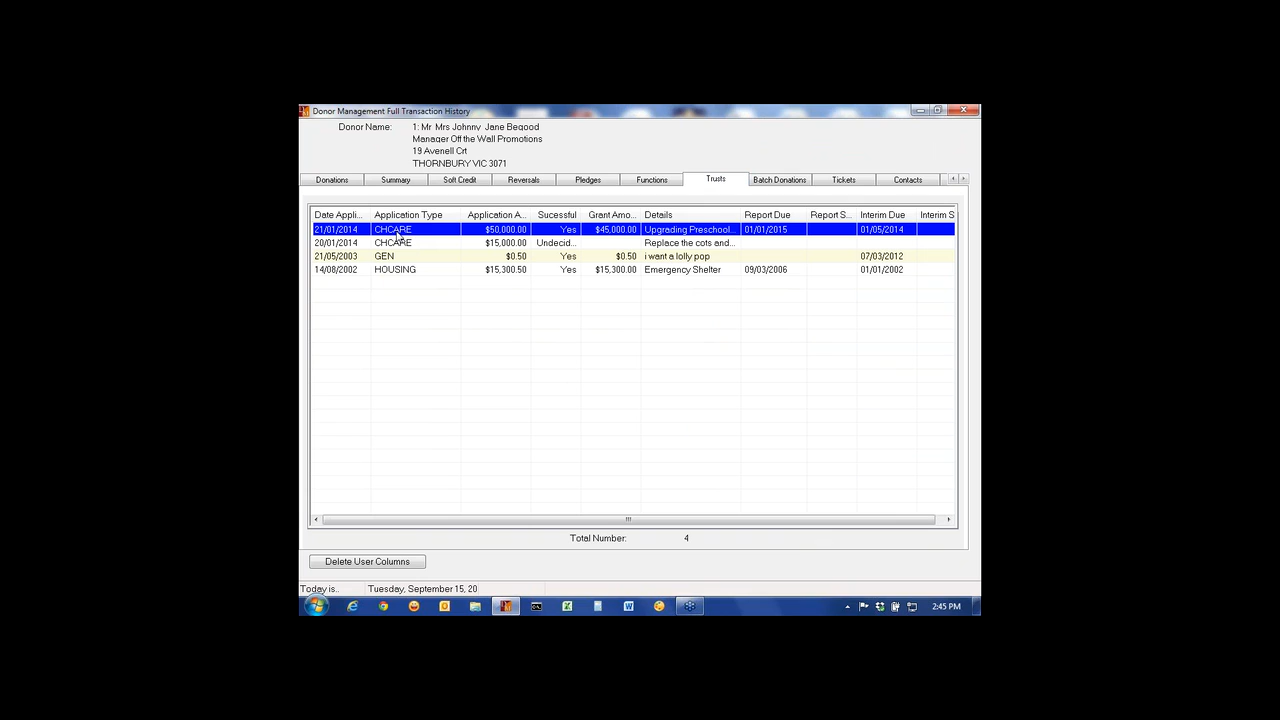 Donor Management Full Transaction History
Donor Name: 1: Mr Mrs Johnny Jane Begood
Manager Off the Wall Promotions
19 Avenell Crt
THORNBURY VIC 3071
Donations Summary Soft Credit Reversals Pledges Functions Trusts Batch Donations Tickets Contacts
Date Appli... Application Type Application A... Sucessful Grant Amo... Details Report Due Report S... Interim Due Interim S
21/01/2014 CHCARE $50,000.00 Yes $45,000.00 Upgrading Preschool... 01/01/2015 01/05/2014
20/01/2014 CHCARE $15,000.00 Undecid... Replace the cots and...
21/05/2003 GEN $0.50 Yes $0.50 i want a lolly pop 07/03/2012
14/08/2002 HOUSING $15,300.50 Yes $15,300.00 Emergency Shelter 09/03/2006 01/01/2002
Total Number: 4
Delete User Columns
Today is.. Tuesday, September 15, 20
2:45 PM